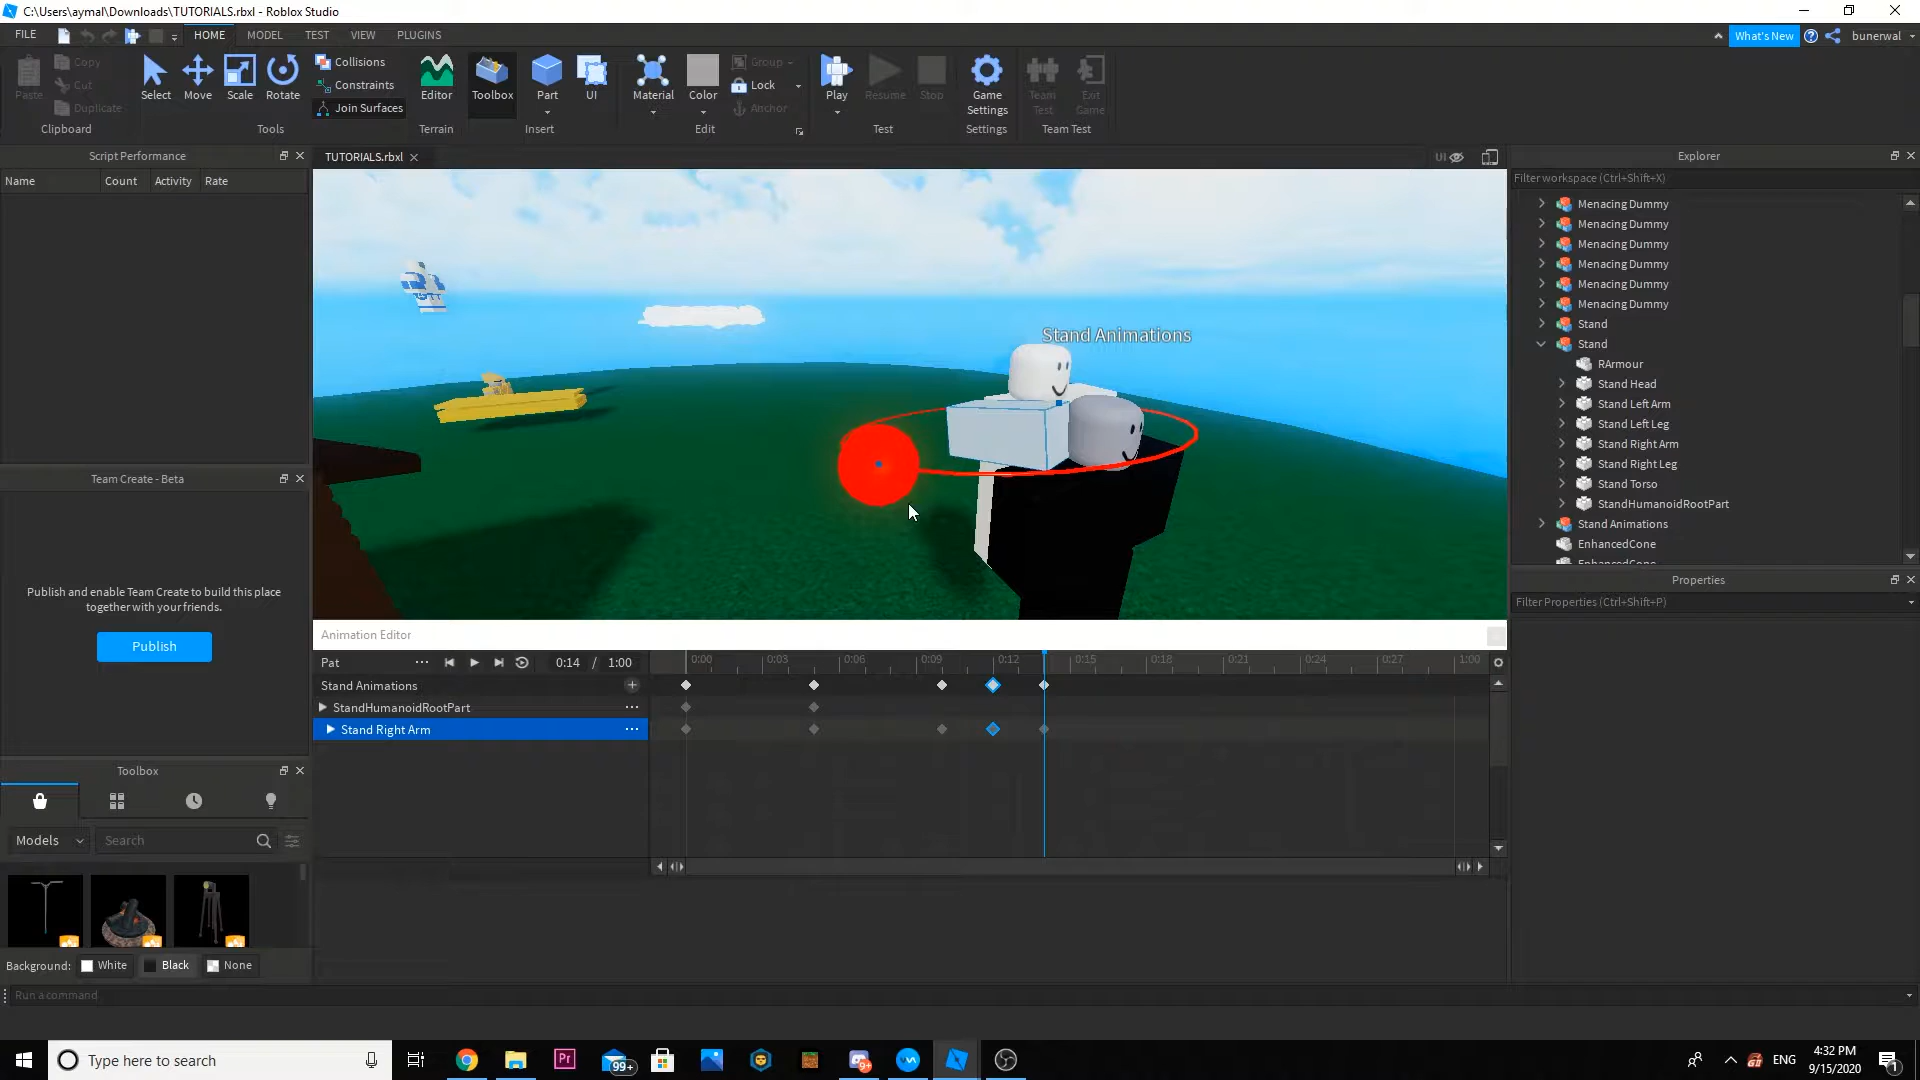 C:\Users\aymal\Downloads\TUTORIALS.rbxl - Roblox Studio
FILE HOME MODEL TEST VIEW PLUGINS What's New bunerwal
Paste Copy Cut Duplicate
Clipboard
Select Move Scale Rotate
Collisions
Constraints
Join Surfaces
Tools
Editor
Terrain
Toolbox Part UI
Insert
Material Color
Group
Lock
Anchor
Edit
Play Resume Stop
Test
Game Settings
Settings
Team Test
Exit Game
Team Test
Script Performance
Name Count Activity Rate
TUTORIALS.rbxl
UI
Stand Animations
Explorer
Filter workspace (Ctrl+Shift+X)
Menacing Dummy
Menacing Dummy
Menacing Dummy
Menacing Dummy
Menacing Dummy
Menacing Dummy
Stand
Stand
RArmour
Stand Head
Stand Left Arm
Stand Left Leg
Stand Right Arm
Stand Right Leg
Stand Torso
StandHumanoidRootPart
Stand Animations
EnhancedCone
EnhancedCone
Properties
Filter Properties (Ctrl+Shift+P)
Team Create - Beta
Publish and enable Team Create to build this place
together with your friends.
Publish
Animation Editor
Pat 0:14 / 1:00
0:00 0:03 0:06 0:09 0:12 0:15 0:18 0:21 0:24 0:27 1:00
Stand Animations
StandHumanoidRootPart
Stand Right Arm
Toolbox
Models Search
Background: White Black None
Run a command
Type here to search
Pr
99+
9+
ENG
4:32 PM
9/15/2020
1